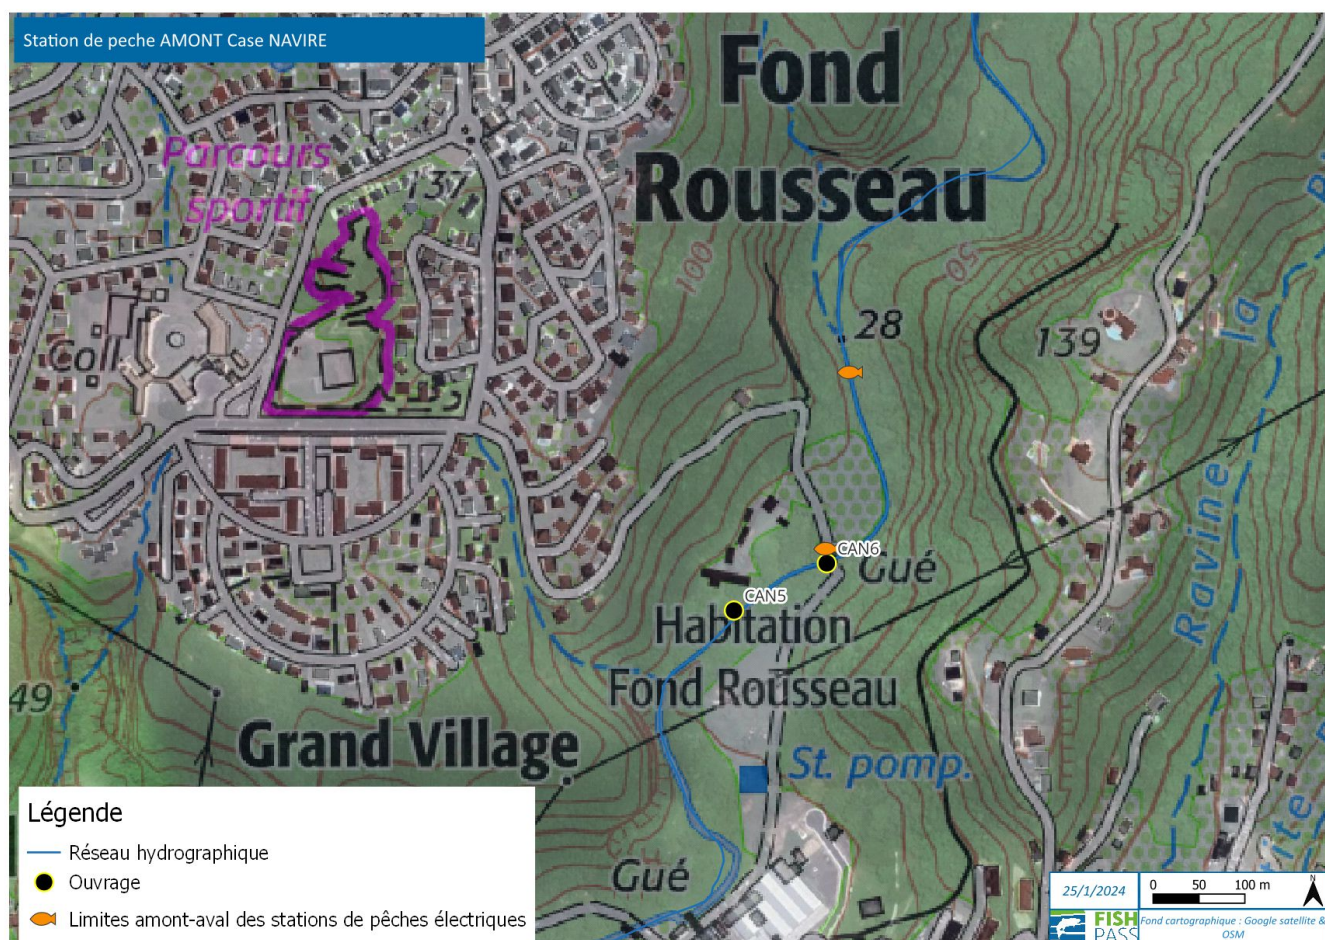 Station de peche AMONT Case NAVIRE
Fond
Rousseau
Parcours
sportif
137
100
50
28
139
Coll
la
Ravine
CAN6
Gué
CAN5
Habitation
Fond Rousseau
49
Grand Village
St. pomp.
Gué
Légende
Réseau hydrographique
Ouvrage
Limites amont-aval des stations de pêches électriques
25/1/2024
0 50 100 m
N
FISH
PASS
Fond cartographique : Google satellite &
OSM